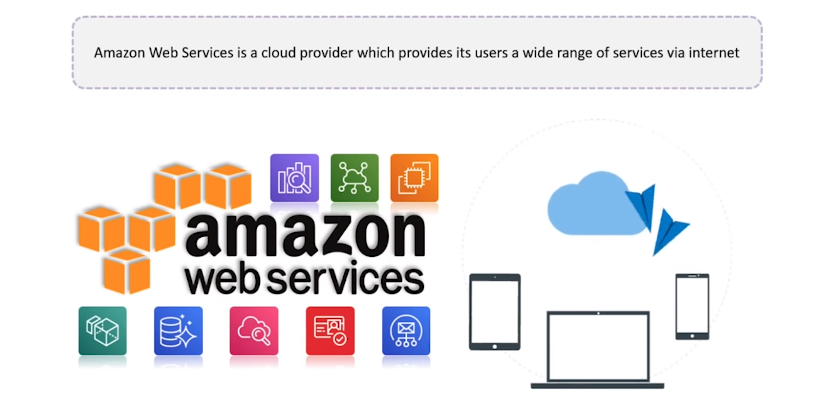 Amazon Web Services is a cloud provider which provides its users a wide range of services via internet
amazon
web services